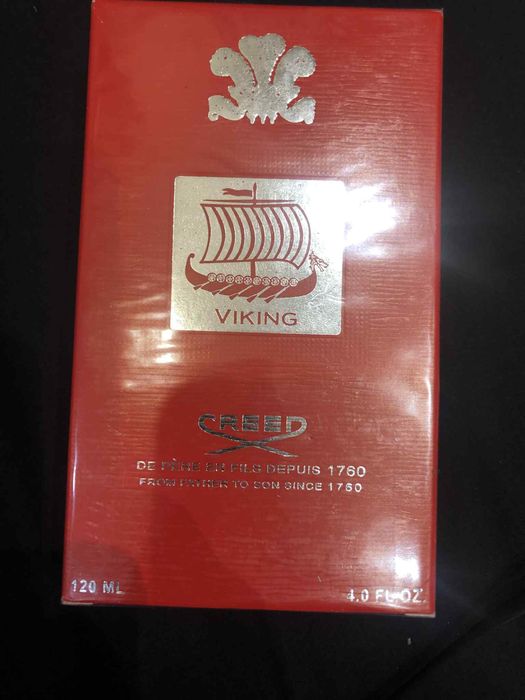 VIKING
CREED
DE PÈRE EN FILS DEPUIS 1760
FROM FATHER TO SON SINCE 1760
120 ML
4.0 FL OZ.